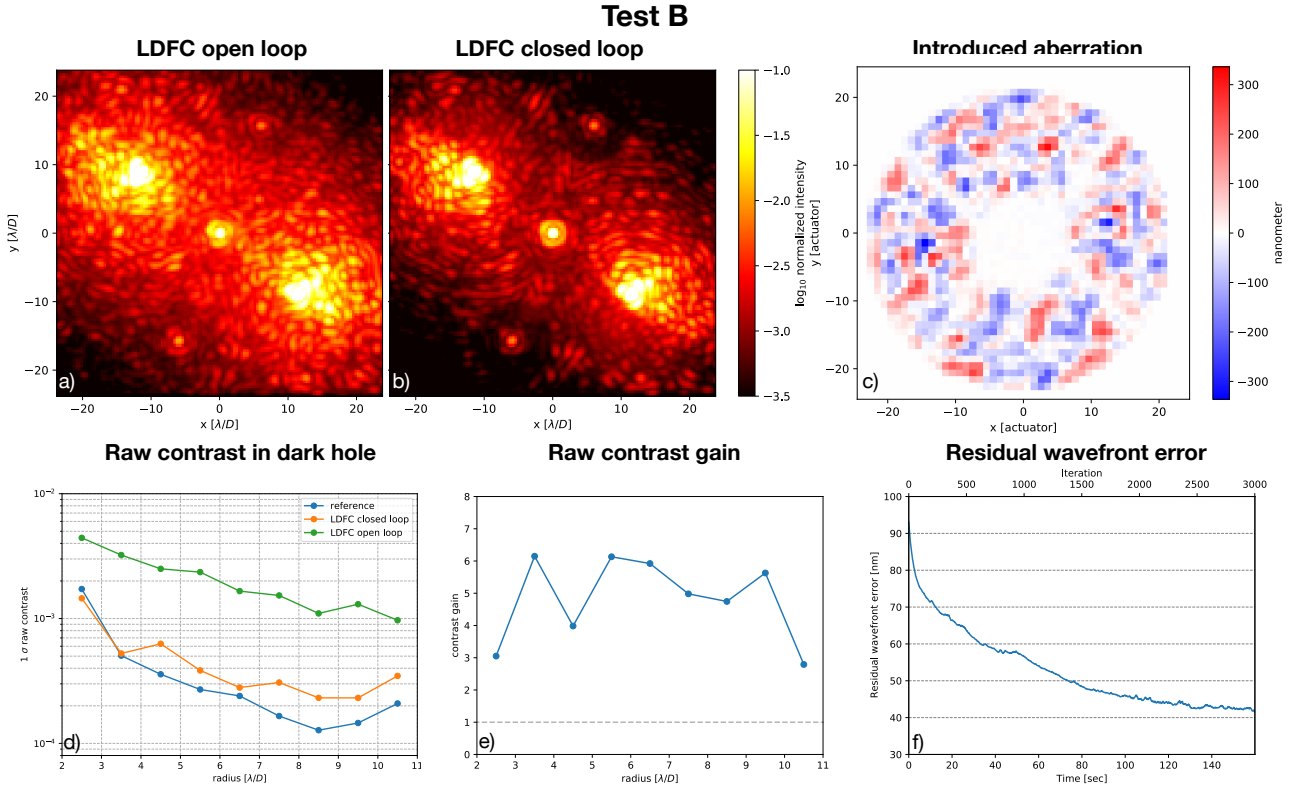 Test B
LDFC open loop
LDFC closed loop
Introduced aberration
20
10
0
−10
−20
y [λ/D]
a)
b)
−20 −10 0 10 20
x [λ/D]
−20 −10 0 10 20
x [λ/D]
−1.0
−1.5
−2.0
−2.5
−3.0
−3.5
log₁₀ normalized intensity
20
10
0
−10
−20
y [actuator]
c)
−20 −10 0 10 20
x [actuator]
300
200
100
0
−100
−200
−300
nanometer
Raw contrast in dark hole
Raw contrast gain
Residual wavefront error
10⁻²
10⁻³
10⁻⁴
1 σ raw contrast
reference
LDFC closed loop
LDFC open loop
d)
2 3 4 5 6 7 8 9 10 11
radius [λ/D]
8
7
6
5
4
3
2
1
0
contrast gain
e)
2 3 4 5 6 7 8 9 10 11
radius [λ/D]
Iteration
0 500 1000 1500 2000 2500 3000
100
90
80
70
60
50
40
30
Residual wavefront error [nm]
f)
0 20 40 60 80 100 120 140
Time [sec]